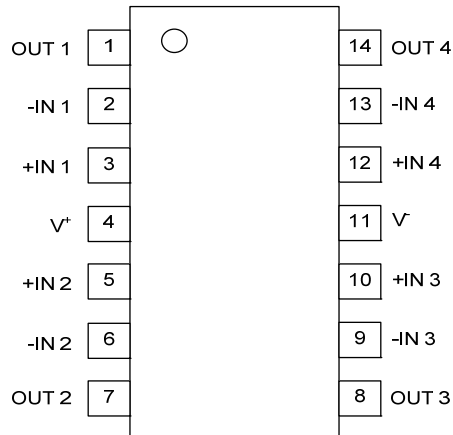 OUT 1 1 14 OUT 4
-IN 1 2 13 -IN 4
+IN 1 3 12 +IN 4
V⁺ 4 11 V⁻
+IN 2 5 10 +IN 3
-IN 2 6 9 -IN 3
OUT 2 7 8 OUT 3